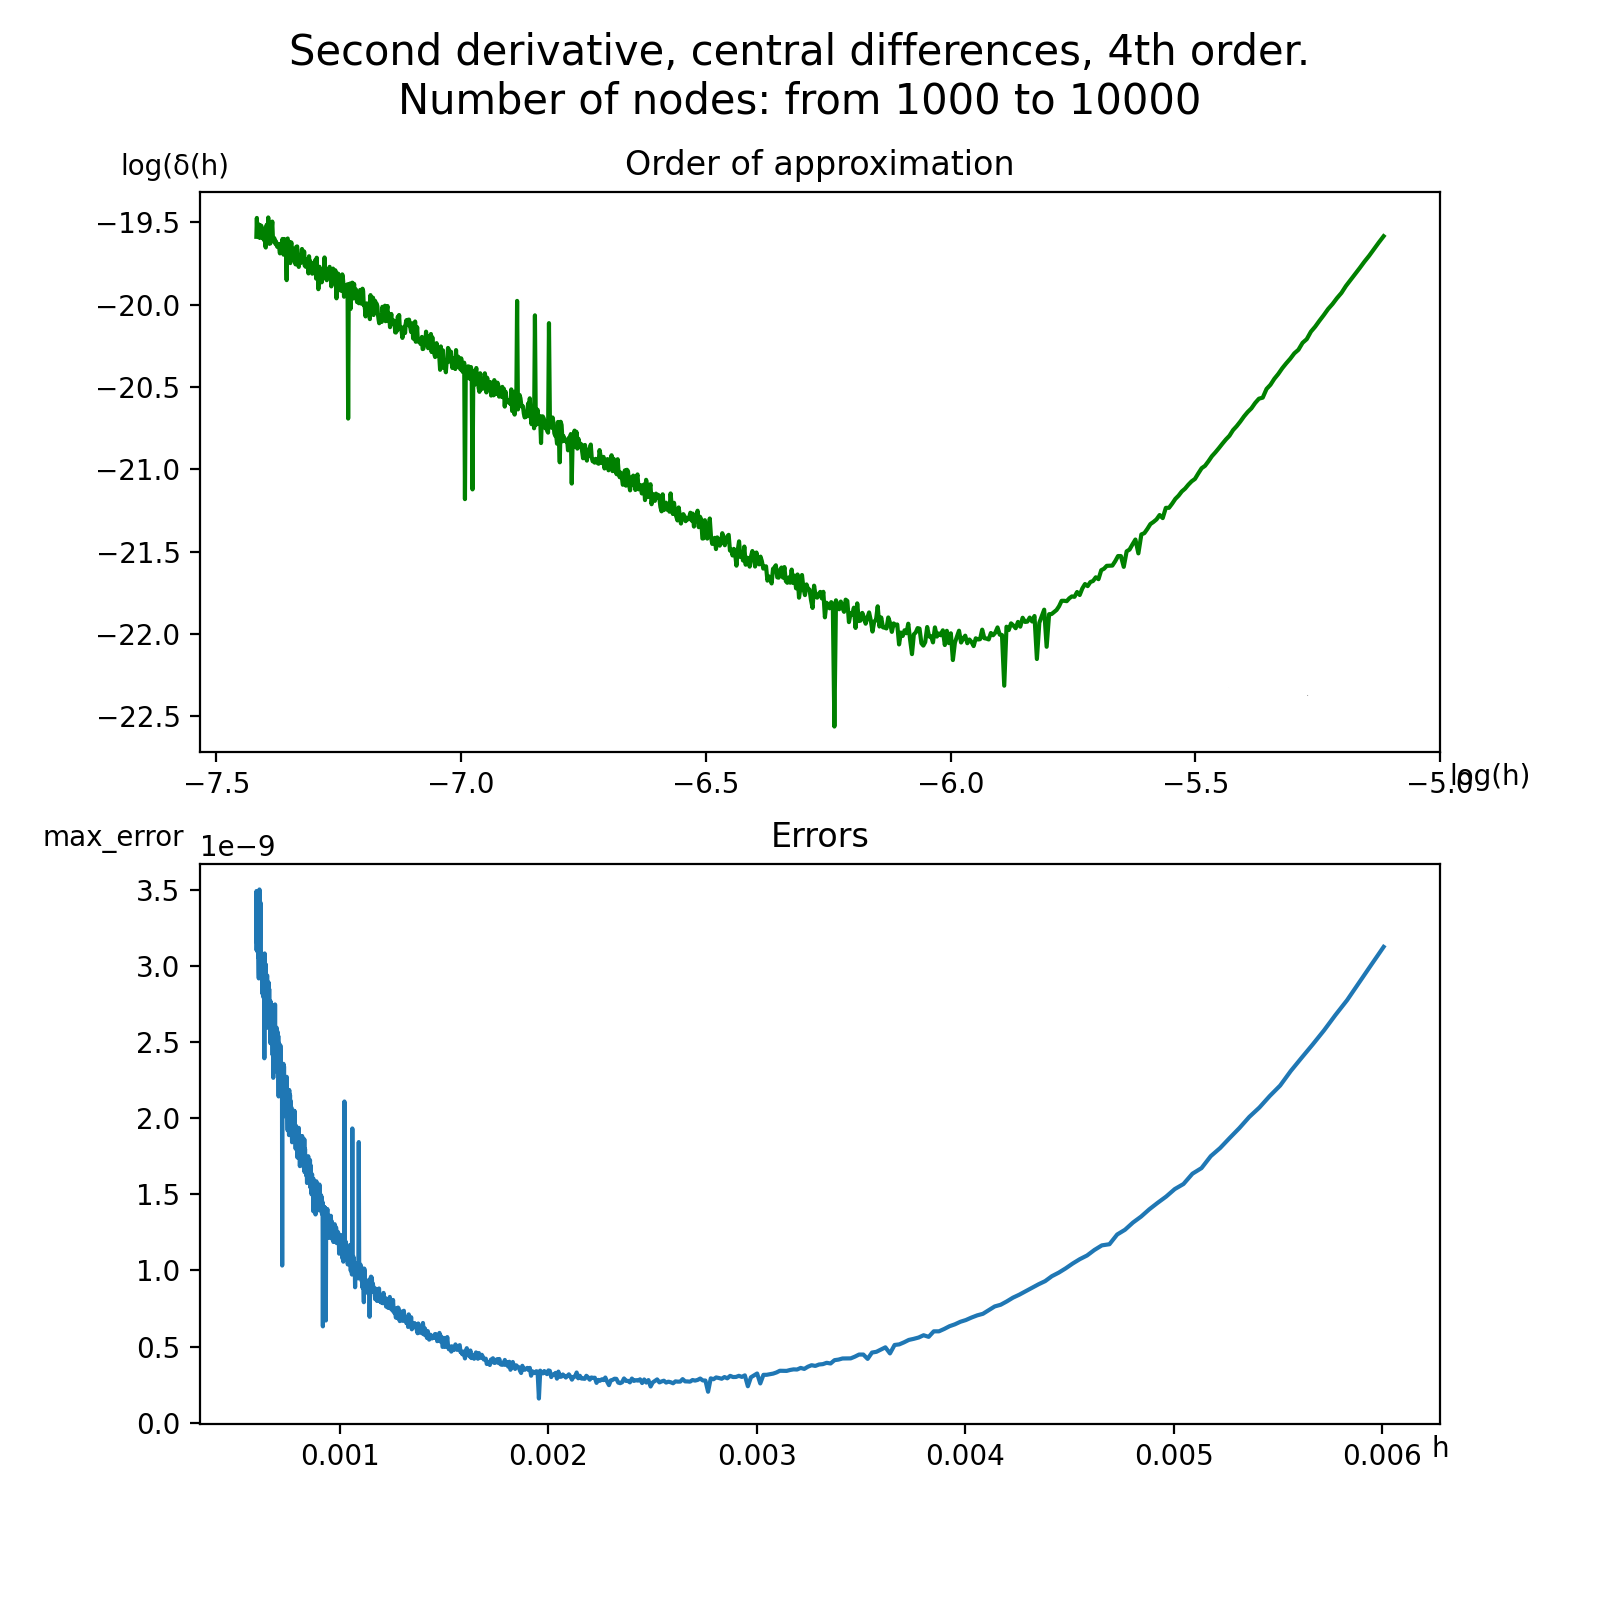 Second derivative, central differences, 4th order.
Number of nodes: from 1000 to 10000
log(δ(h)
Order of approximation
−19.5
−20.0
−20.5
−21.0
−21.5
−22.0
−22.5
−7.5 −7.0 −6.5 −6.0 −5.5 −5.0
log(h)
max_error
1e−9
Errors
3.5
3.0
2.5
2.0
1.5
1.0
0.5
0.0
0.001 0.002 0.003 0.004 0.005 0.006
h